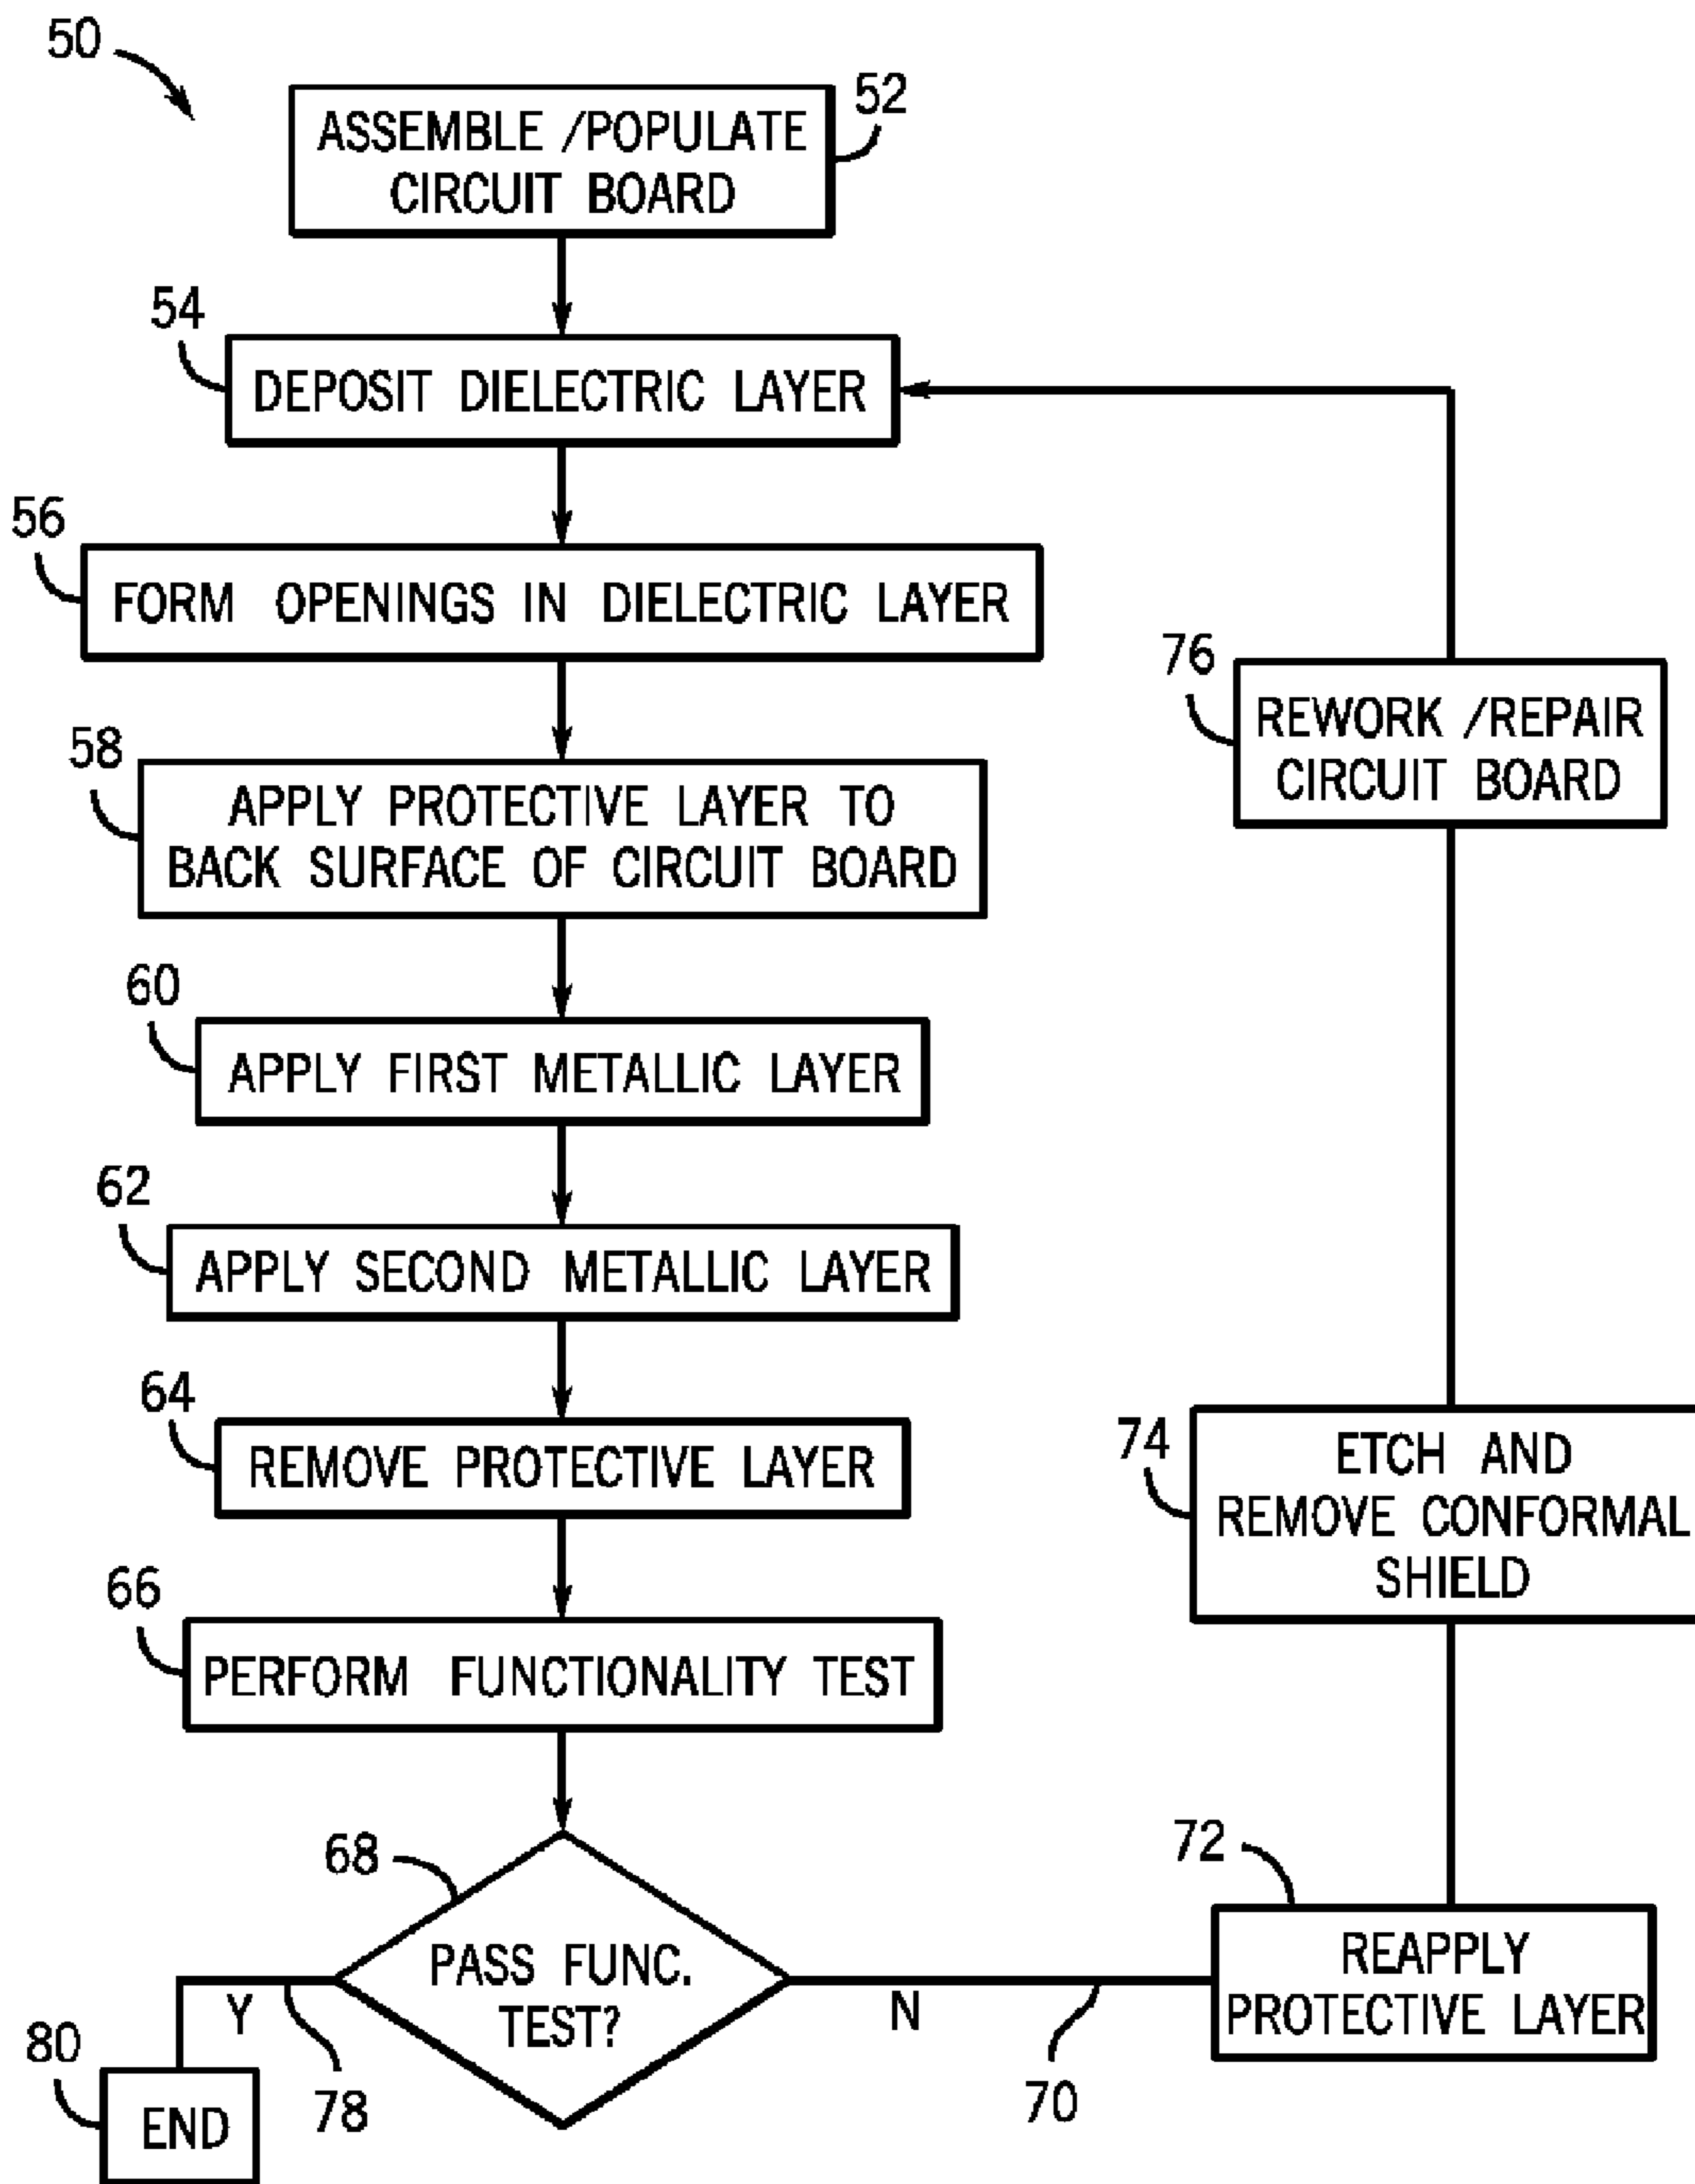 50
52
ASSEMBLE /POPULATE
CIRCUIT BOARD
54
DEPOSIT DIELECTRIC LAYER
56
FORM OPENINGS IN DIELECTRIC LAYER
58
APPLY PROTECTIVE LAYER TO
BACK SURFACE OF CIRCUIT BOARD
60
APPLY FIRST METALLIC LAYER
62
APPLY SECOND METALLIC LAYER
64
REMOVE PROTECTIVE LAYER
66
PERFORM FUNCTIONALITY TEST
68
PASS FUNC.
TEST?
Y
78
80
END
N
70
72
REAPPLY
PROTECTIVE LAYER
74
ETCH AND
REMOVE CONFORMAL
SHIELD
76
REWORK /REPAIR
CIRCUIT BOARD